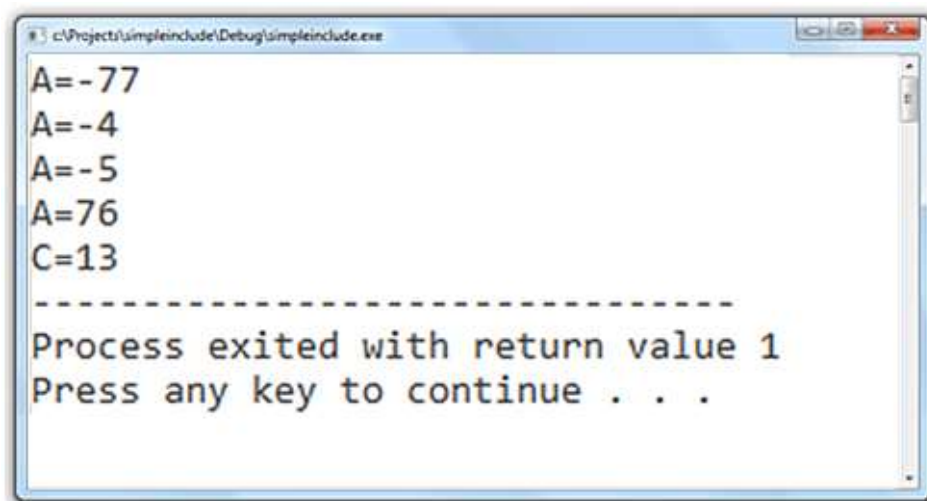 c:\Projects\simpleinclude\Debug\simpleinclude.exe
A=-77
A=-4
A=-5
A=76
C=13
--------------------------------
Process exited with return value 1
Press any key to continue . . .